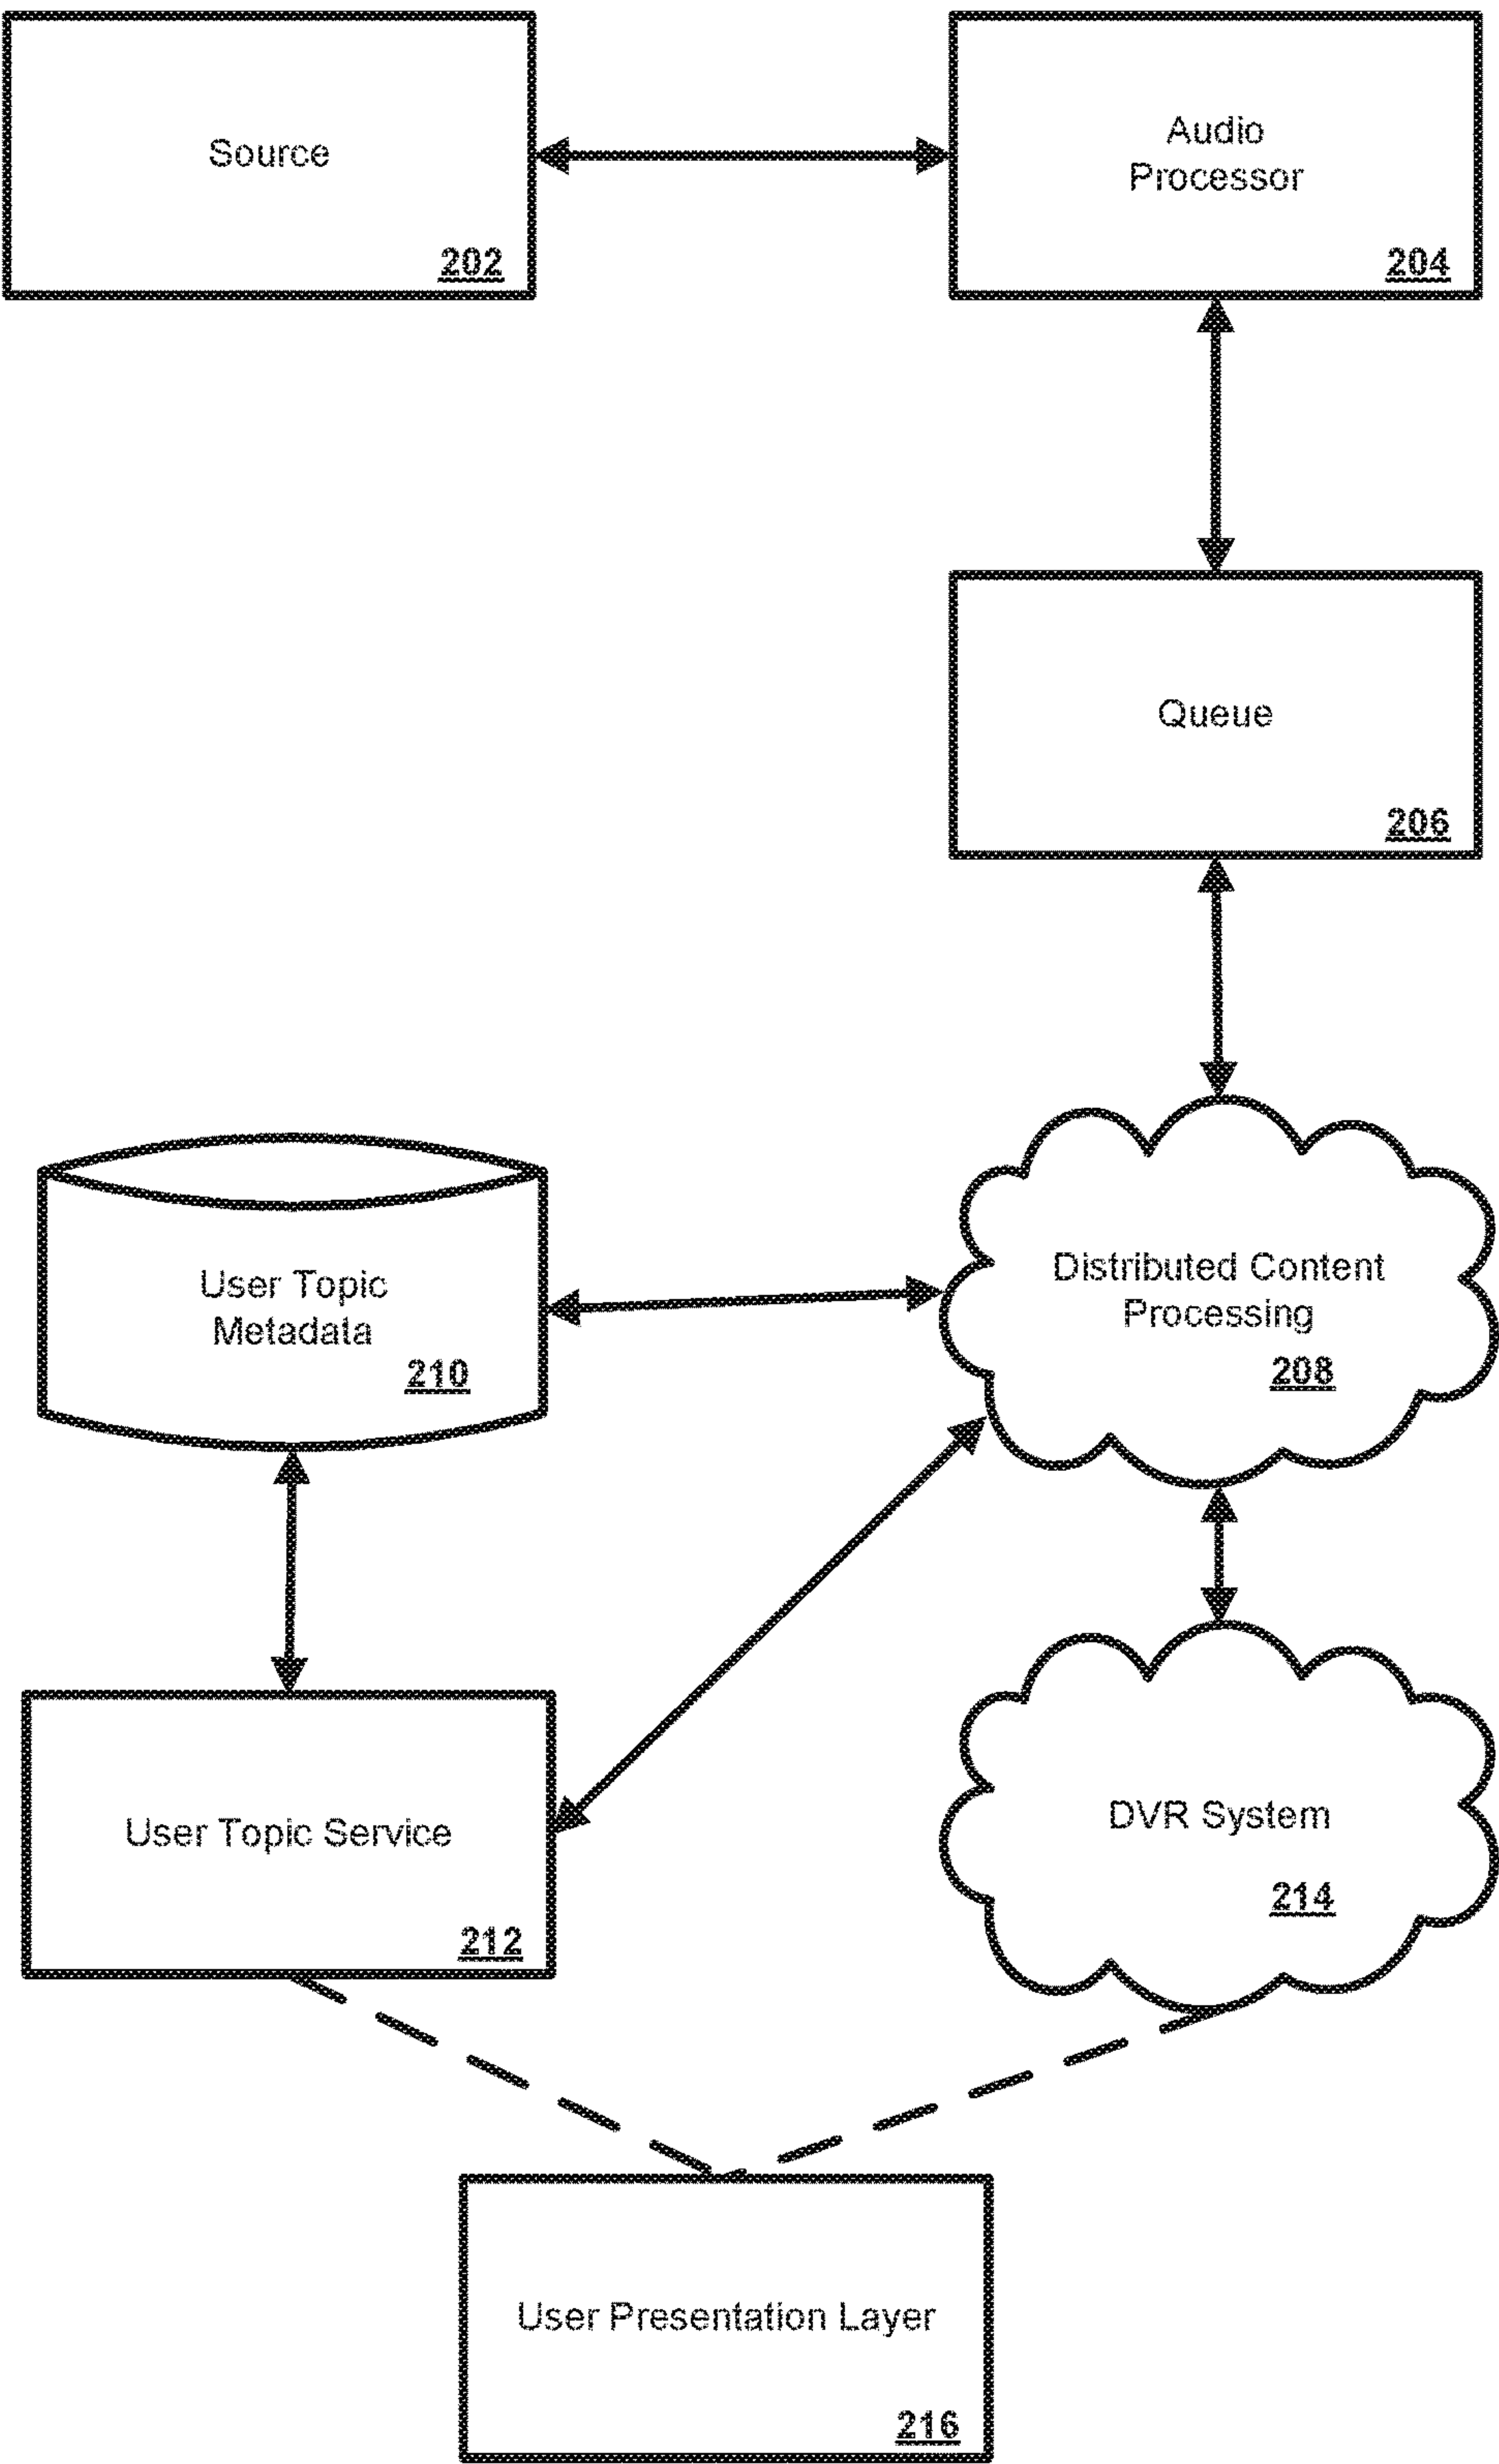 Source
202
Audio
Processor
204
Queue
206
User Topic
Metadata
210
Distributed Content
Processing
208
User Topic Service
212
DVR System
214
User Presentation Layer
216